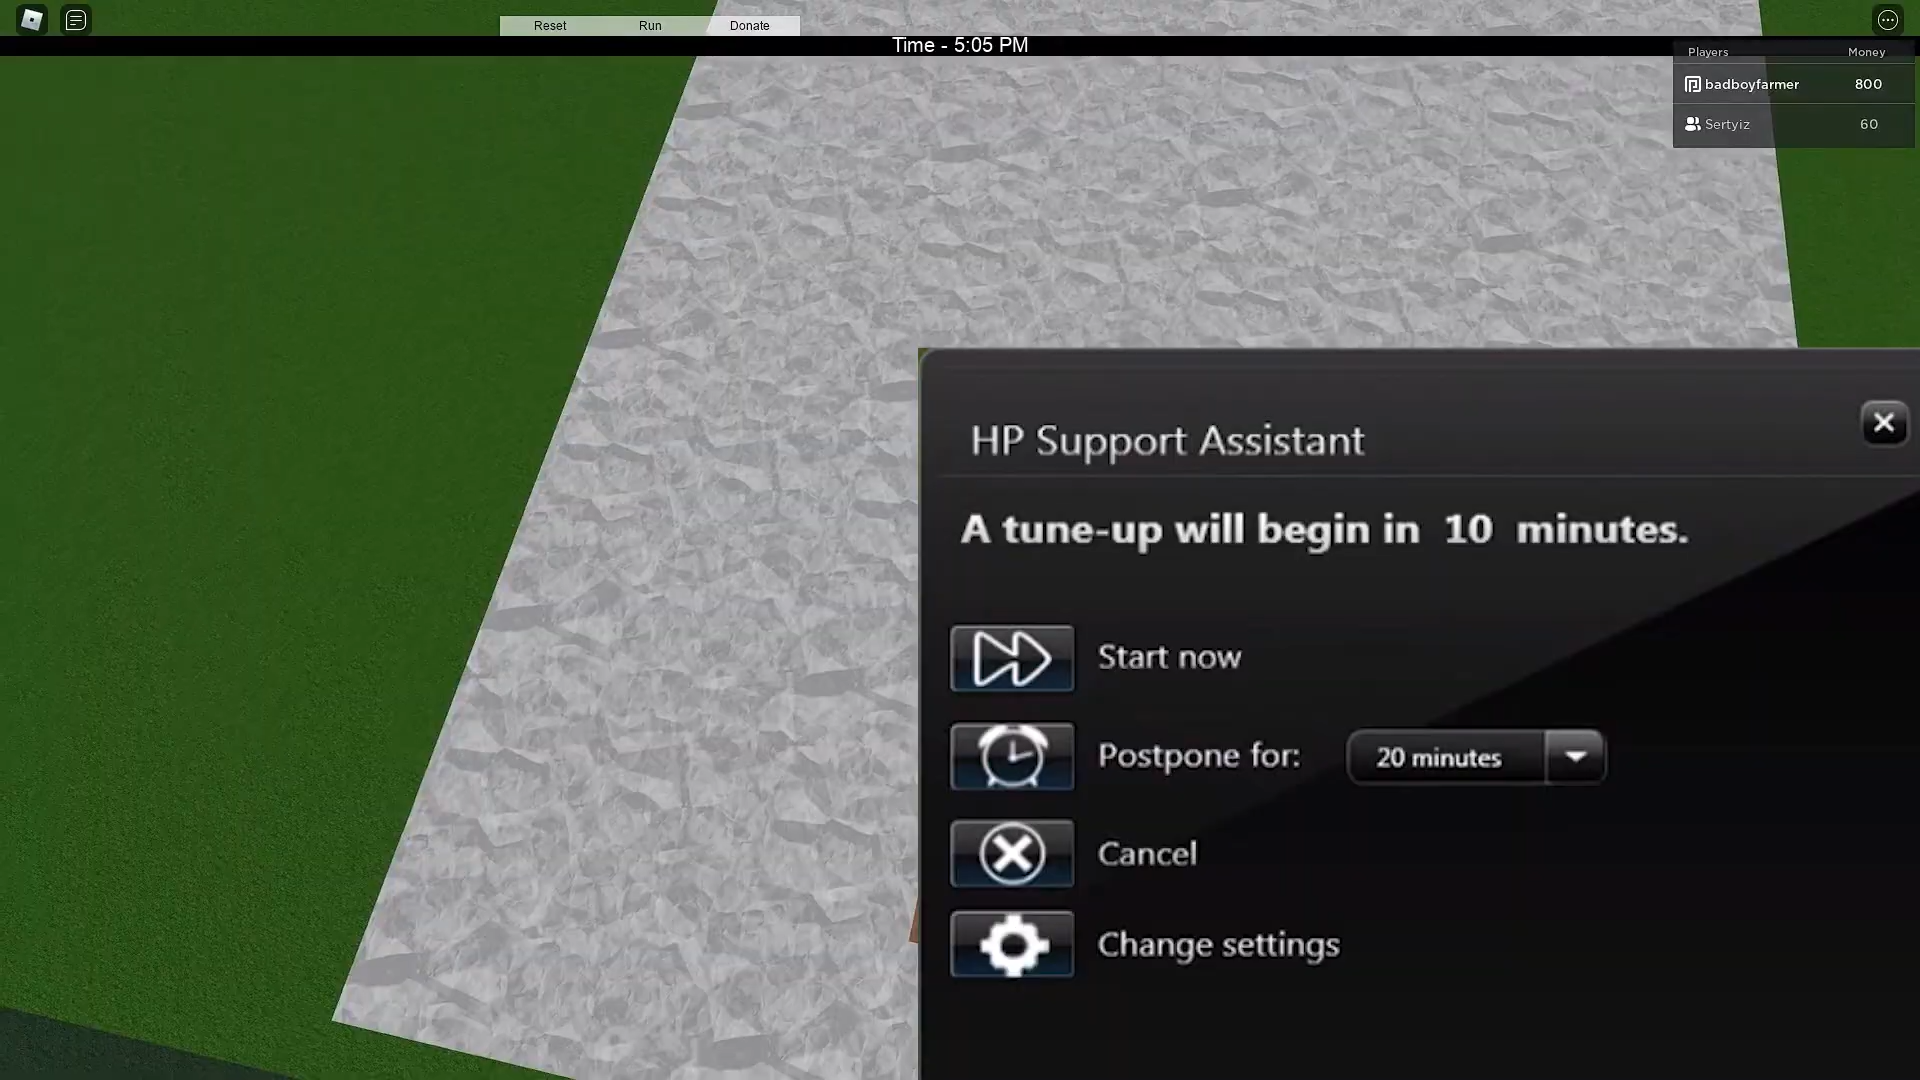 Reset Run Donate
Time - 5:05 PM
Players Money
badboyfarmer 800
Sertyiz 60
HP Support Assistant
A tune-up will begin in 10 minutes.
Start now
Postpone for: 20 minutes
Cancel
Change settings